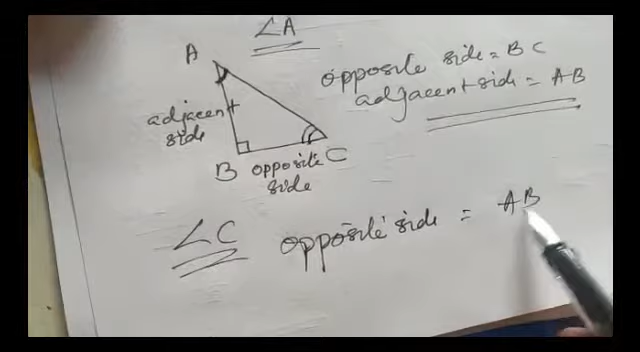 ∠A
A
opposite side = BC
adjacent side = AB
adjacent
side
B opposite C
side
∠C opposite side = AB